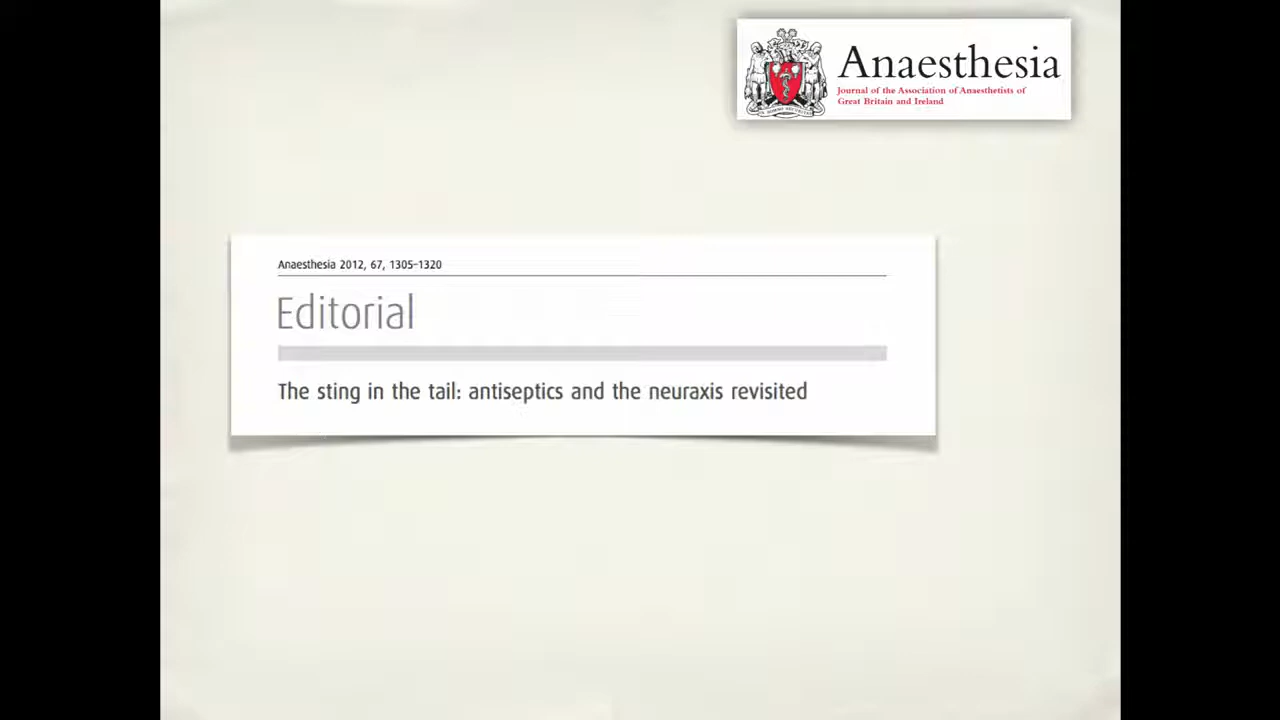 Anaesthesia
Journal of the Association of Anaesthetists of
Great Britain and Ireland
Anaesthesia 2012, 67, 1305–1320
Editorial
The sting in the tail: antiseptics and the neuraxis revisited